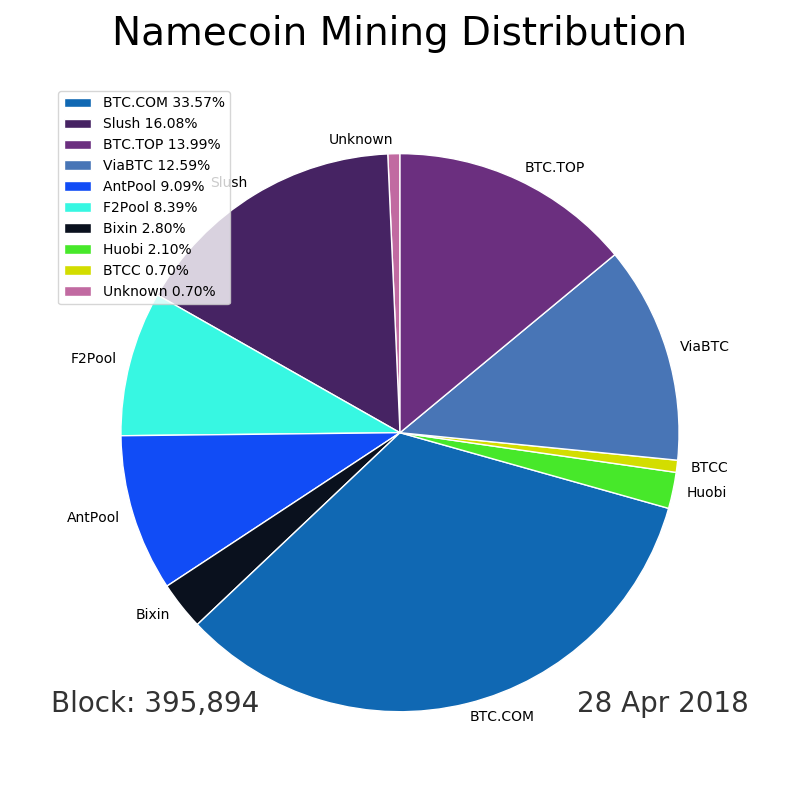 Namecoin Mining Distribution
BTC.COM 33.57%
Slush 16.08%
BTC.TOP 13.99%
ViaBTC 12.59%
AntPool 9.09%
F2Pool 8.39%
Bixin 2.80%
Huobi 2.10%
BTCC 0.70%
Unknown 0.70%
Unknown
BTC.TOP
Slush
ViaBTC
F2Pool
BTCC
Huobi
AntPool
Bixin
BTC.COM
Block: 395,894
28 Apr 2018